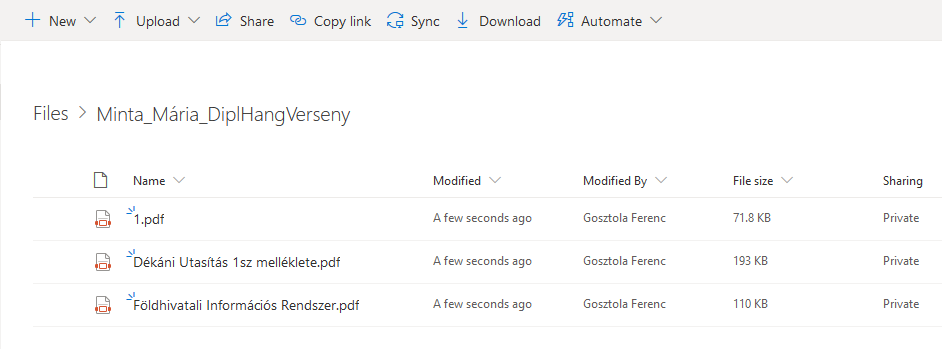 New Upload Share Copy link Sync Download Automate
Files > Minta_Mária_DiplHangVerseny
Name Modified Modified By File size Sharing
1.pdf A few seconds ago Gosztola Ferenc 71.8 KB Private
Dékáni Utasítás 1sz melléklete.pdf A few seconds ago Gosztola Ferenc 193 KB Private
Földhivatali Információs Rendszer.pdf A few seconds ago Gosztola Ferenc 110 KB Private